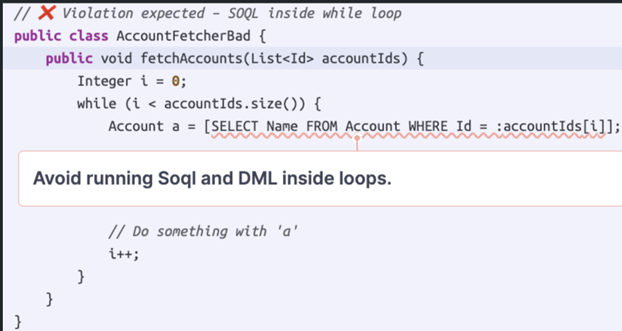 // ❌ Violation expected – SOQL inside while loop
public class AccountFetcherBad {
public void fetchAccounts(List<Id> accountIds) {
Integer i = 0;
while (i < accountIds.size()) {
Account a = [SELECT Name FROM Account WHERE Id = :accountIds[i]];
Avoid running Soql and DML inside loops.
// Do something with 'a'
i++;
}
}
}